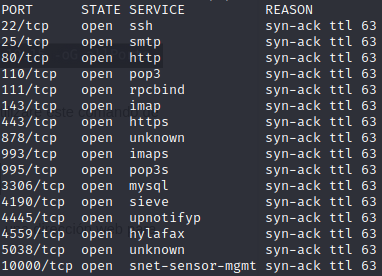 PORT STATE SERVICE REASON
22/tcp open ssh syn-ack ttl 63
25/tcp open smtp syn-ack ttl 63
80/tcp open http syn-ack ttl 63
110/tcp open pop3 syn-ack ttl 63
111/tcp open rpcbind syn-ack ttl 63
143/tcp open imap syn-ack ttl 63
443/tcp open https syn-ack ttl 63
878/tcp open unknown syn-ack ttl 63
993/tcp open imaps syn-ack ttl 63
995/tcp open pop3s syn-ack ttl 63
3306/tcp open mysql syn-ack ttl 63
4190/tcp open sieve syn-ack ttl 63
4445/tcp open upnotifyp syn-ack ttl 63
4559/tcp open hylafax syn-ack ttl 63
5038/tcp open unknown syn-ack ttl 63
10000/tcp open snet-sensor-mgmt syn-ack ttl 63